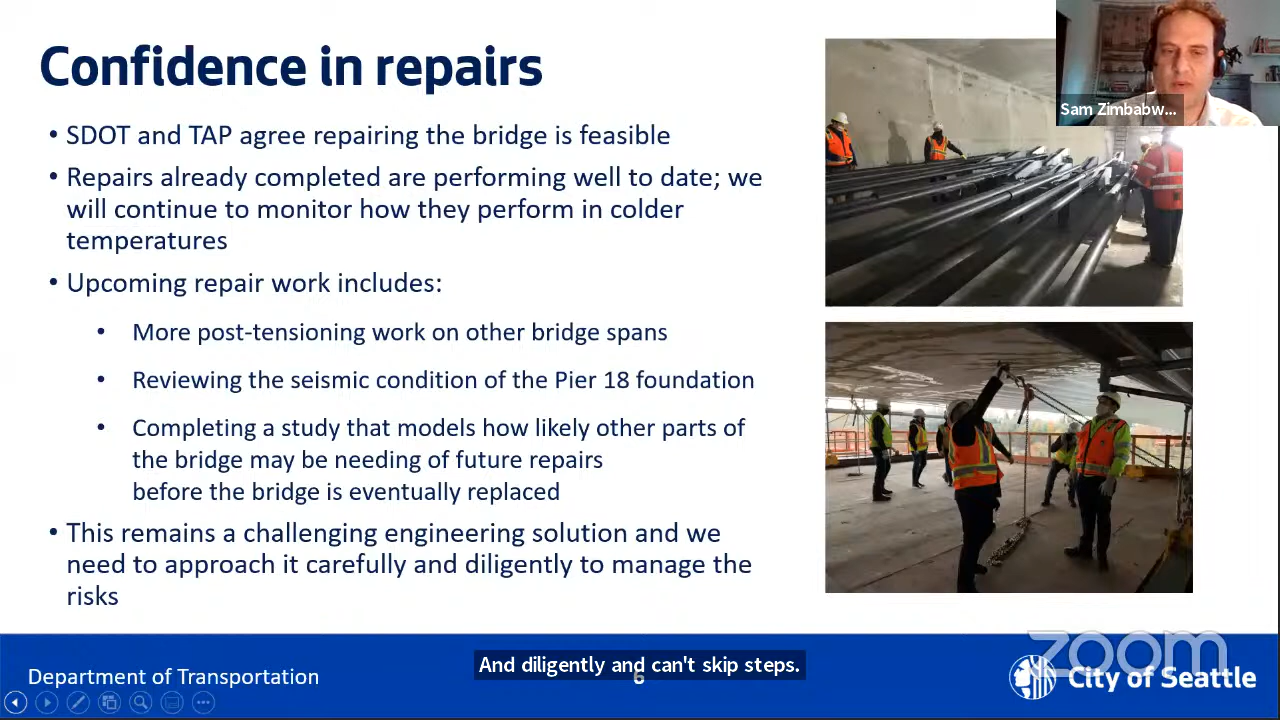 Confidence in repairs
Sam Zimbabw...
• SDOT and TAP agree repairing the bridge is feasible
• Repairs already completed are performing well to date; we
will continue to monitor how they perform in colder
temperatures
• Upcoming repair work includes:
• More post-tensioning work on other bridge spans
• Reviewing the seismic condition of the Pier 18 foundation
• Completing a study that models how likely other parts of
the bridge may be needing of future repairs
before the bridge is eventually replaced
• This remains a challenging engineering solution and we
need to approach it carefully and diligently to manage the
risks
zoom
Department of Transportation
And diligently and can't skip steps.
6
City of Seattle